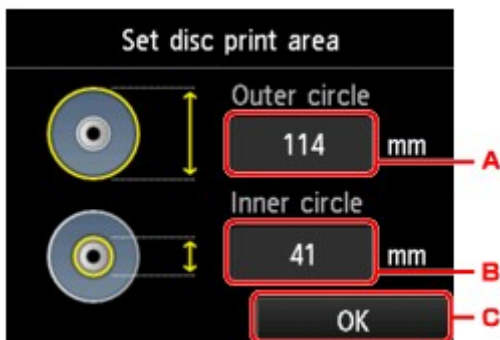 Set disc print area
Outer circle
114 mm A
Inner circle
41 mm B
OK C